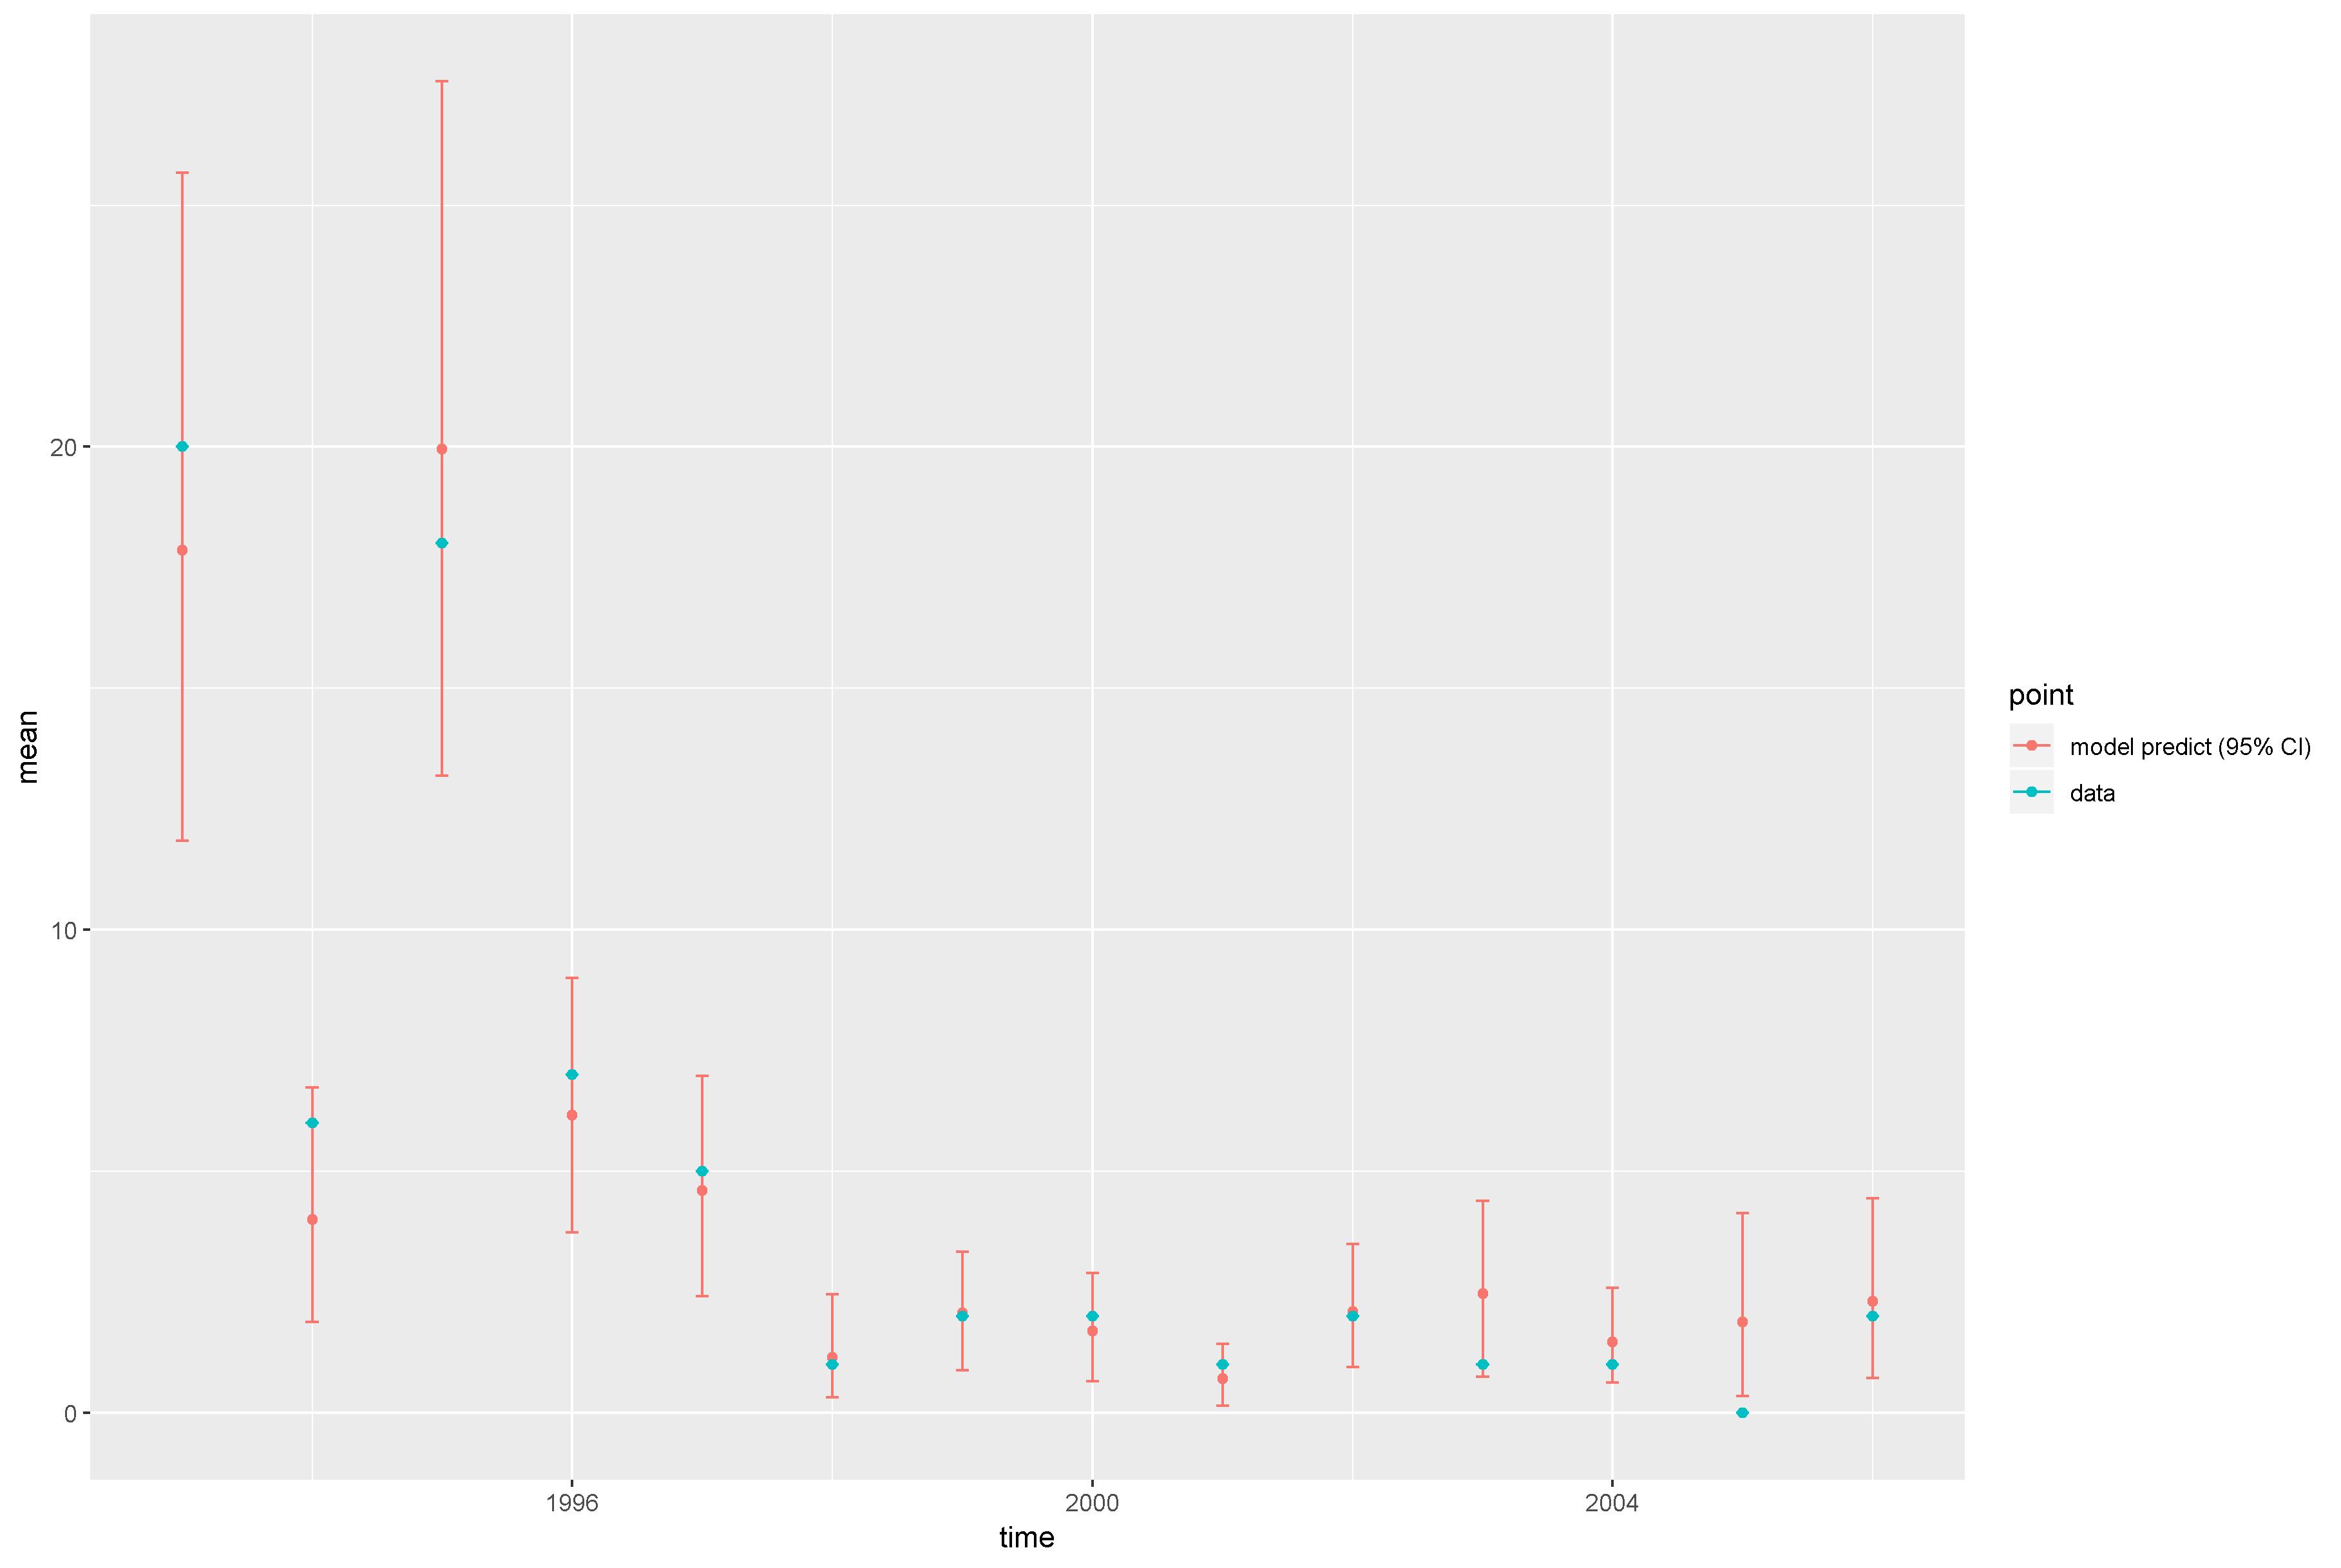 mean
20
10
0
1996
2000
2004
time
point
model predict (95% CI)
data